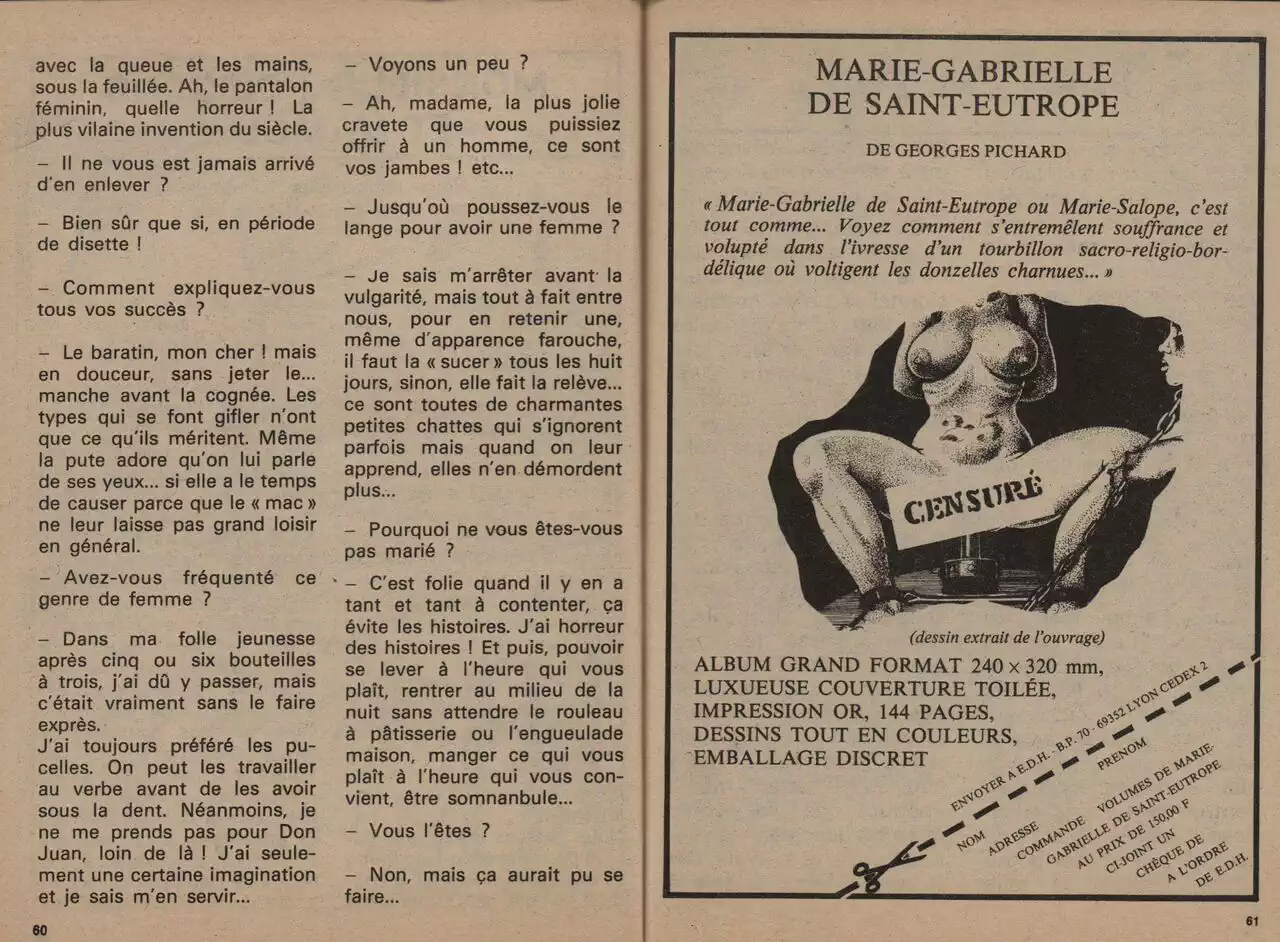 avec la queue et les mains,
sous la feuillée. Ah, le pantalon
féminin, quelle horreur ! La
plus vilaine invention du siècle.
– Il ne vous est jamais arrivé
d'en enlever ?
– Bien sûr que si, en période
de disette !
– Comment expliquez-vous
tous vos succès ?
– Le baratin, mon cher ! mais
en douceur, sans jeter le...
manche avant la cognée. Les
types qui se font gifler n'ont
que ce qu'ils méritent. Même
la pute adore qu'on lui parle
de ses yeux... si elle a le temps
de causer parce que le « mac »
ne leur laisse pas grand loisir
en général.
– Avez-vous fréquenté ce
genre de femme ?
– Dans ma folle jeunesse
après cinq ou six bouteilles
à trois, j'ai dû y passer, mais
c'était vraiment sans le faire
exprès.
J'ai toujours préféré les pu-
celles. On peut les travailler
au verbe avant de les avoir
sous la dent. Néanmoins, je
ne me prends pas pour Don
Juan, loin de là ! J'ai seule-
ment une certaine imagination
et je sais m'en servir...
60
– Voyons un peu ?
– Ah, madame, la plus jolie
cravete que vous puissiez
offrir à un homme, ce sont
vos jambes ! etc...
– Jusqu'où poussez-vous le
lange pour avoir une femme ?
– Je sais m'arrêter avant la
vulgarité, mais tout à fait entre
nous, pour en retenir une,
même d'apparence farouche,
il faut la « sucer » tous les huit
jours, sinon, elle fait la relève...
ce sont toutes de charmantes
petites chattes qui s'ignorent
parfois mais quand on leur
apprend, elles n'en démordent
plus...
– Pourquoi ne vous êtes-vous
pas marié ?
– C'est folie quand il y en a
tant et tant à contenter, ça
évite les histoires. J'ai horreur
des histoires ! Et puis, pouvoir
se lever à l'heure qui vous
plaît, rentrer au milieu de la
nuit sans attendre le rouleau
à pâtisserie ou l'engueulade
maison, manger ce qui vous
plaît à l'heure qui vous con-
vient, être somnanbule...
– Vous l'êtes ?
– Non, mais ça aurait pu se
faire...
MARIE-GABRIELLE
DE SAINT-EUTROPE
DE GEORGES PICHARD
« Marie-Gabrielle de Saint-Eutrope ou Marie-Salope, c'est
tout comme... Voyez comment s'entremêlent souffrance et
volupté dans l'ivresse d'un tourbillon sacro-religio-bor-
délique où voltigent les donzelles charnues... »
CENSURÉ
(dessin extrait de l'ouvrage)
ALBUM GRAND FORMAT 240 × 320 mm,
LUXUEUSE COUVERTURE TOILÉE,
IMPRESSION OR, 144 PAGES,
DESSINS TOUT EN COULEURS,
EMBALLAGE DISCRET
ENVOYER A E.D.H. - B.P. 70 - 69352 LYON CEDEX 2
NOM PRENOM
ADRESSE
COMMANDE VOLUMES DE MARIE-
GABRIELLE DE SAINT-EUTROPE
AU PRIX DE 150,00 F
CI-JOINT UN
CHÈQUE DE
A L'ORDRE
DE E.D.H.
61